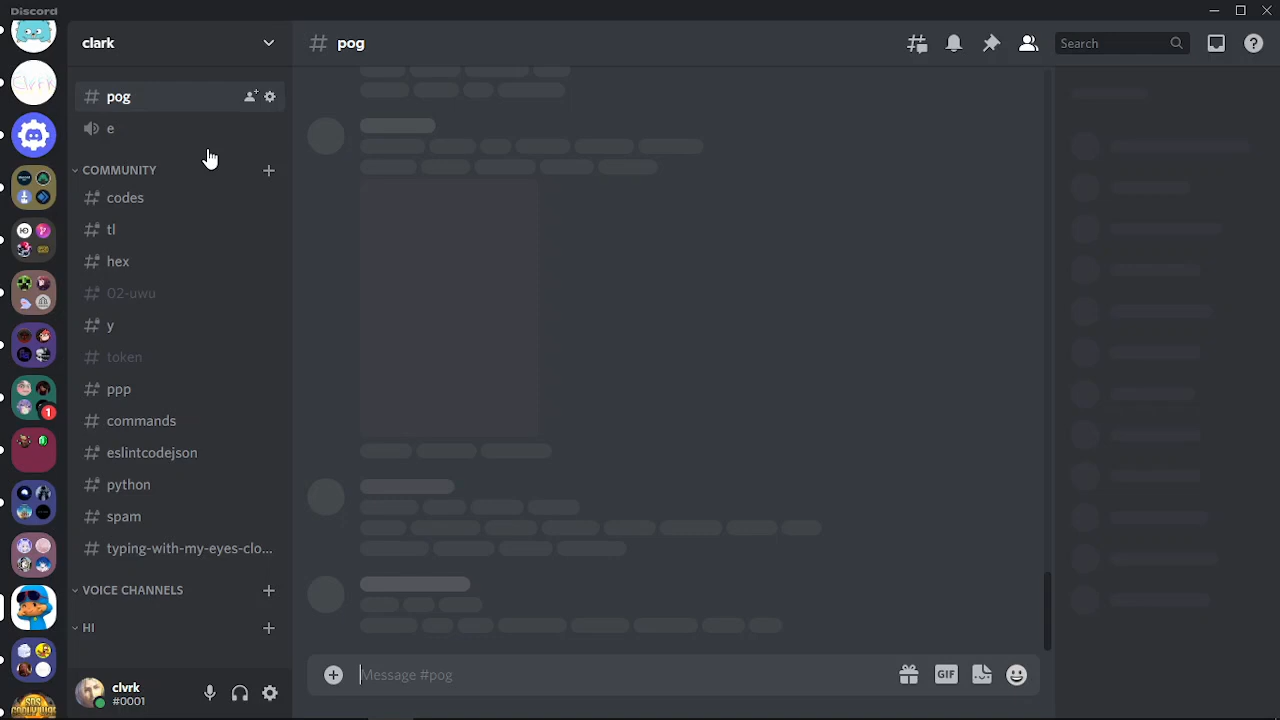 Discord
clark
pog
Search
pog
e
COMMUNITY
codes
tl
hex
02-uwu
y
token
ppp
commands
eslintcodejson
python
spam
typing-with-my-eyes-clo...
VOICE CHANNELS
HI
1
Message #pog
GIF
clvrk
#0001